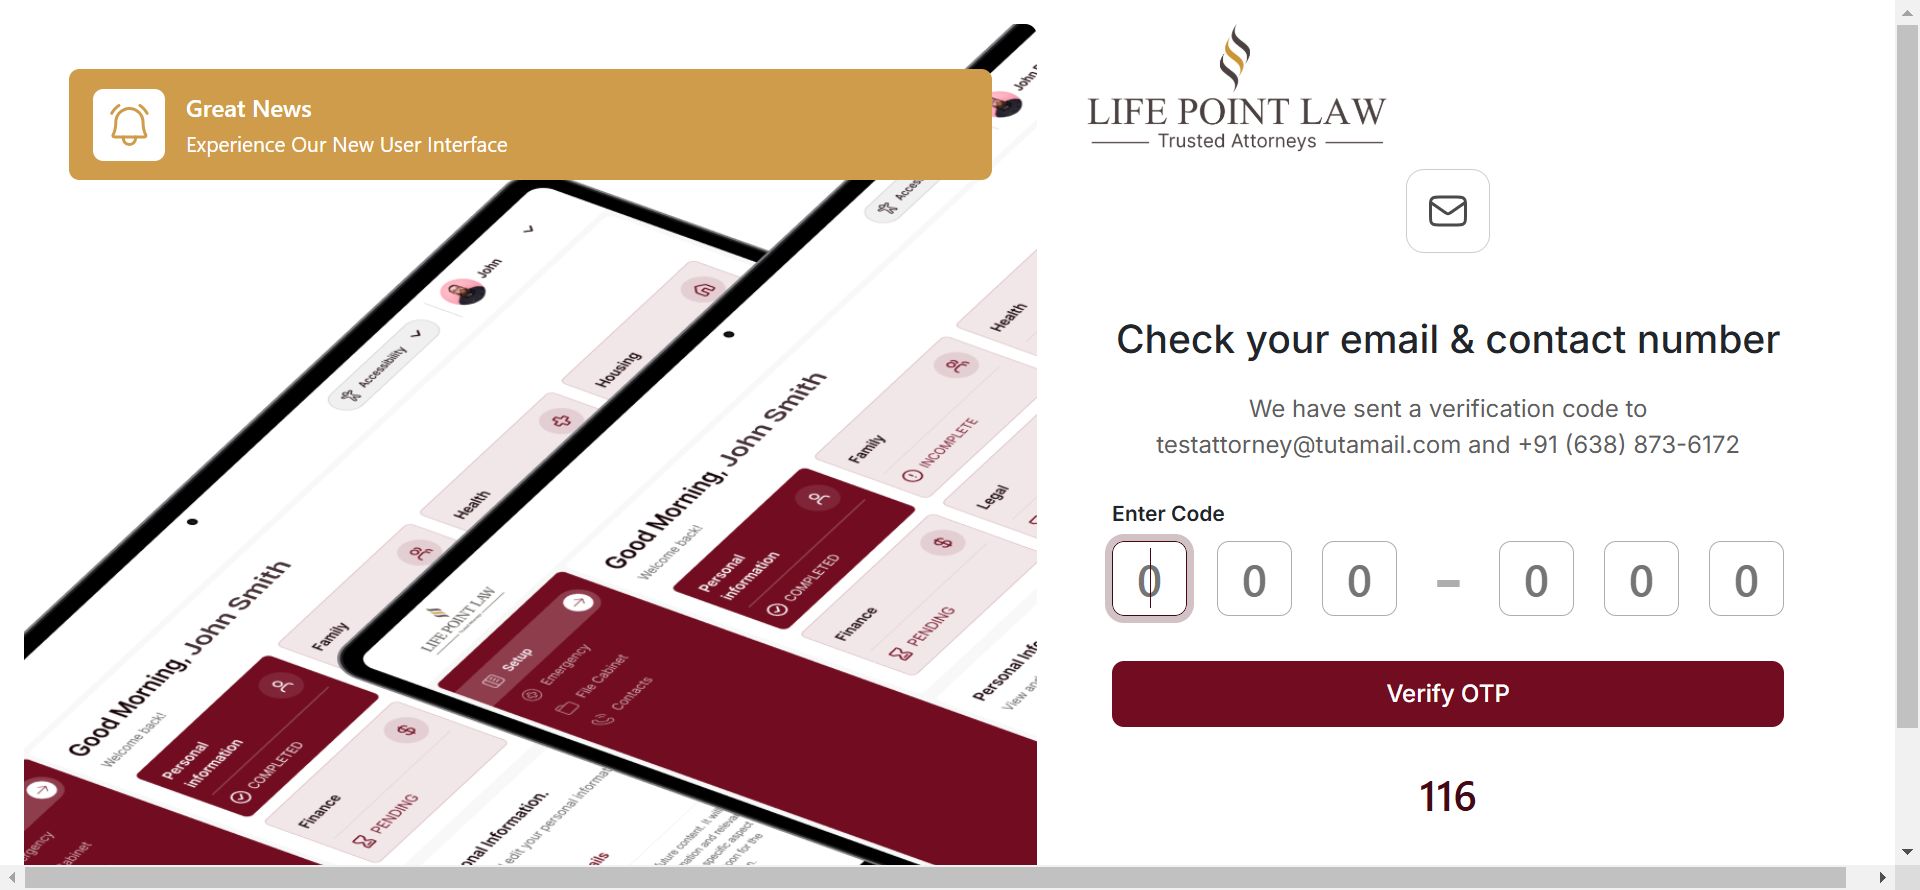 Great News
Experience Our New User Interface
John
Accessibility
Housing
Health
Family
Good Morning, John Smith
Welcome back!
Personal
information
COMPLETED
Finance
PENDING
Health
Family
INCOMPLETE
Legal
Good Morning, John Smith
Welcome back!
Personal
information
COMPLETED
Finance
PENDING
LIFE POINT LAW
Setup
Emergency
File Cabinet
Contacts
LIFE POINT LAW
Trusted Attorneys
Check your email & contact number
We have sent a verification code to
testattorney@tutamail.com and +91 (638) 873-6172
Enter Code
0 0 0 – 0 0 0
Verify OTP
116